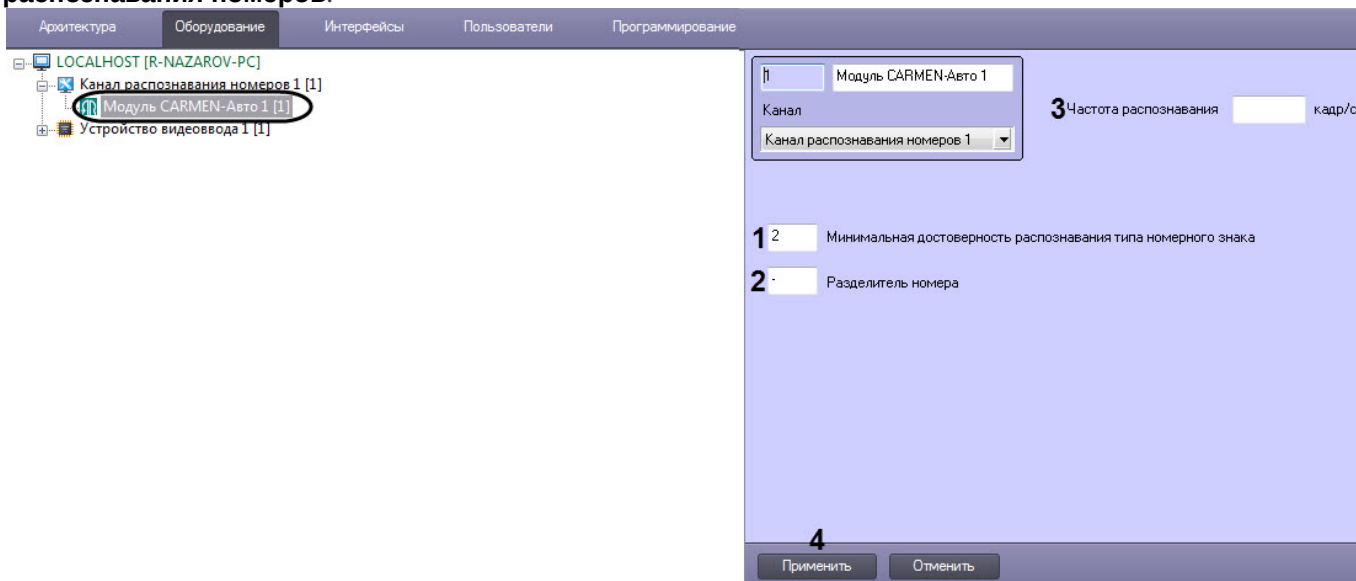 распознавания номеров.
Архитектура Оборудование Интерфейсы Пользователи Программирование
LOCALHOST [R-NAZAROV-PC]
Канал распознавания номеров 1 [1]
Модуль CARMEN-Авто 1 [1]
Устройство видеоввода 1 [1]
1 Модуль CARMEN-Авто 1
Канал
3 Частота распознавания кадр/с
Канал распознавания номеров 1
1 2 Минимальная достоверность распознавания типа номерного знака
2 - Разделитель номера
4
Применить Отменить